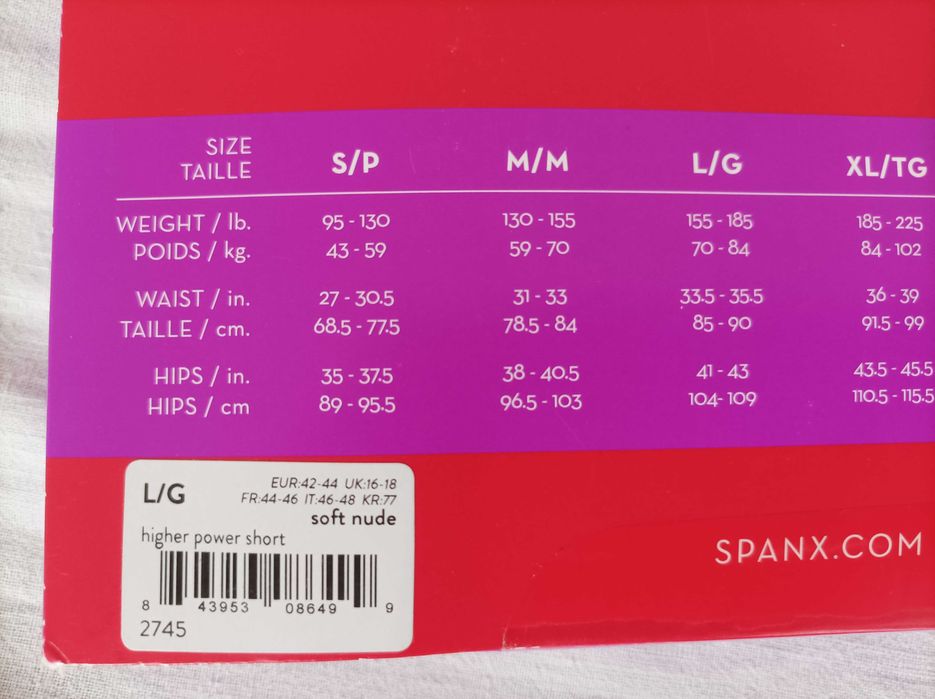 SIZE
TAILLE
S/P M/M L/G XL/TG
WEIGHT / lb. 95 - 130 130 - 155 155 - 185 185 - 225
POIDS / kg. 43 - 59 59 - 70 70 - 84 84 - 102
WAIST / in. 27 - 30.5 31 - 33 33.5 - 35.5 36 - 39
TAILLE / cm. 68.5 - 77.5 78.5 - 84 85 - 90 91.5 - 99
HIPS / in. 35 - 37.5 38 - 40.5 41 - 43 43.5 - 45.5
HIPS / cm 89 - 95.5 96.5 - 103 104 - 109 110.5 - 115.5
L/G
EUR:42-44 UK:16-18
FR:44-46 IT:46-48 KR:77
soft nude
higher power short
8 43953 08649 9
2745
SPANX.COM